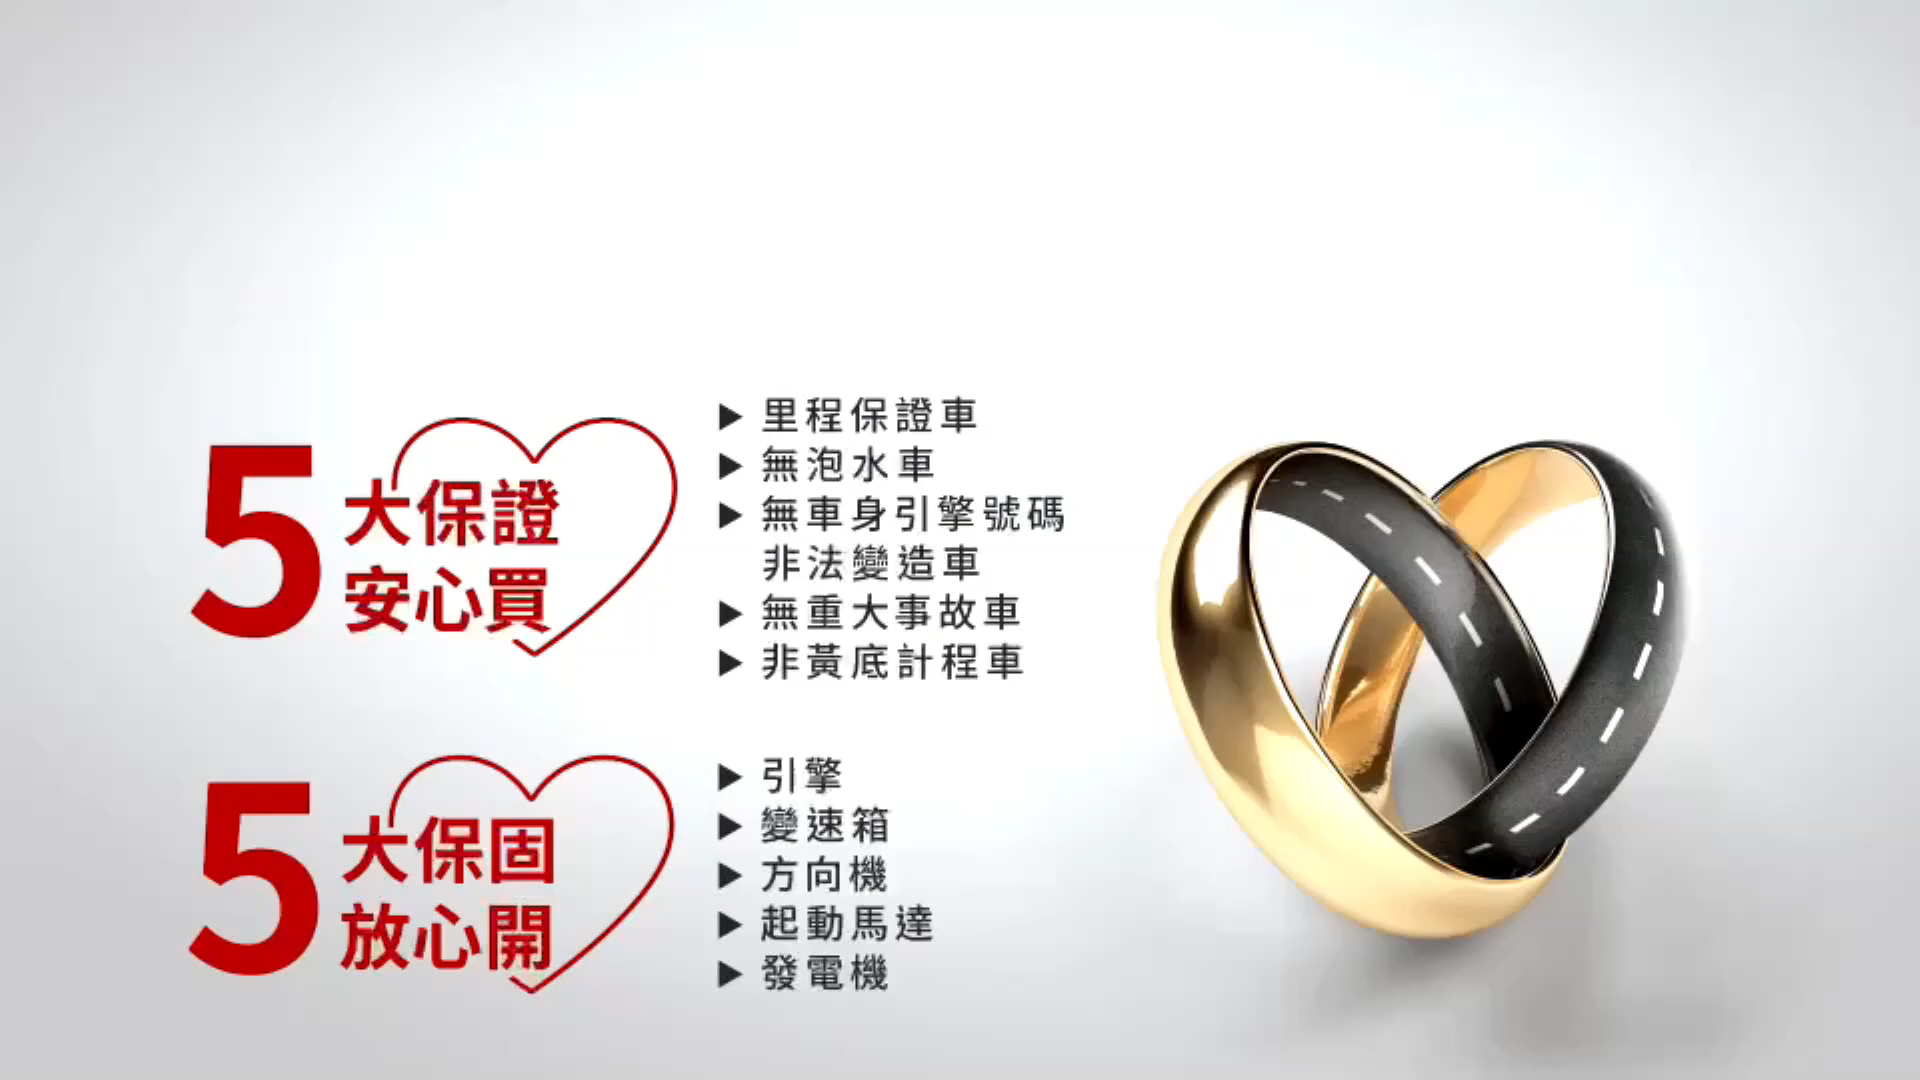 5大保證
安心買
▶ 里程保證車
▶ 無泡水車
▶ 無車身引擎號碼
非法變造車
▶ 無重大事故車
▶ 非黃底計程車
5大保固
放心開
▶ 引擎
▶ 變速箱
▶ 方向機
▶ 起動馬達
▶ 發電機